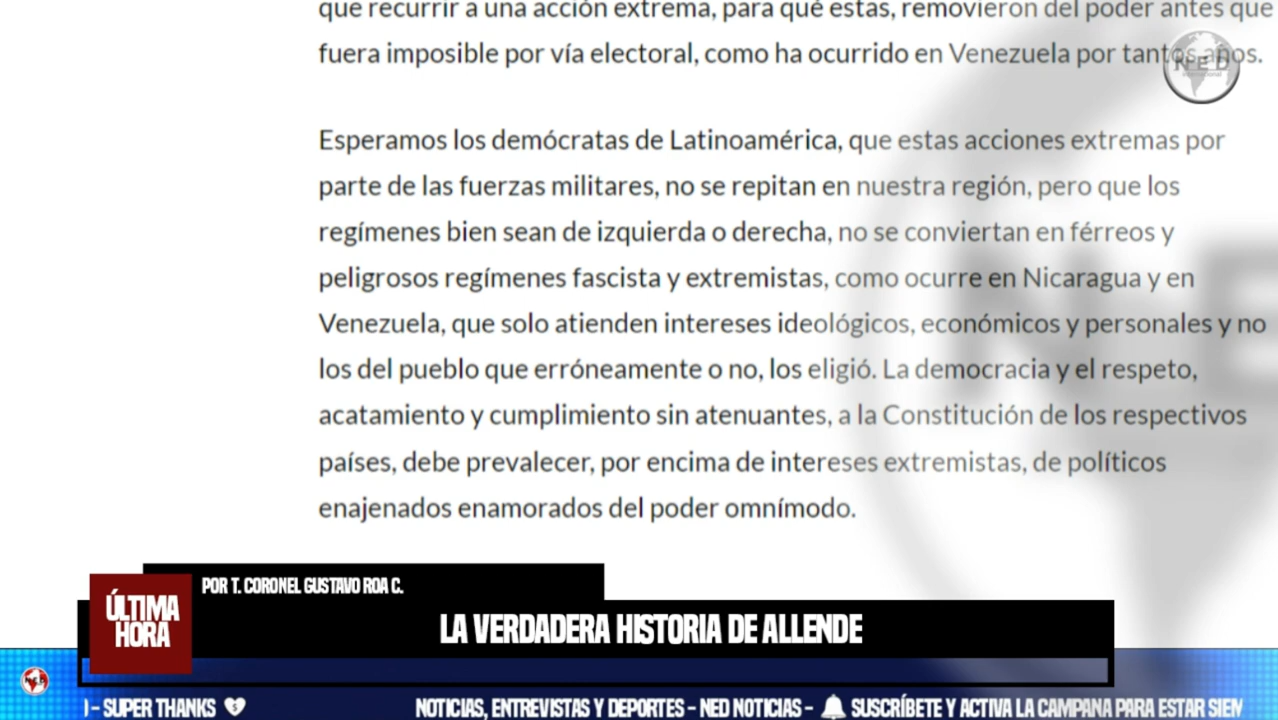 que recurrir a una acción extrema, para qué estas, removieron del poder antes que
fuera imposible por vía electoral, como ha ocurrido en Venezuela por tantos años.
NED
internacional
Esperamos los demócratas de Latinoamérica, que estas acciones extremas por
parte de las fuerzas militares, no se repitan en nuestra región, pero que los
regímenes bien sean de izquierda o derecha, no se conviertan en férreos y
peligrosos regímenes fascista y extremistas, como ocurre en Nicaragua y en
Venezuela, que solo atienden intereses ideológicos, económicos y personales y no
los del pueblo que erróneamente o no, los eligió. La democracia y el respeto,
acatamiento y cumplimiento sin atenuantes, a la Constitución de los respectivos
países, debe prevalecer, por encima de intereses extremistas, de políticos
enajenados enamorados del poder omnímodo.
POR T. CORONEL GUSTAVO ROA C.
ÚLTIMA
HORA
LA VERDADERA HISTORIA DE ALLENDE
NED
) - SUPER THANKS NOTICIAS, ENTREVISTAS Y DEPORTES - NED NOTICIAS - SUSCRÍBETE Y ACTIVA LA CAMPANA PARA ESTAR SIEM